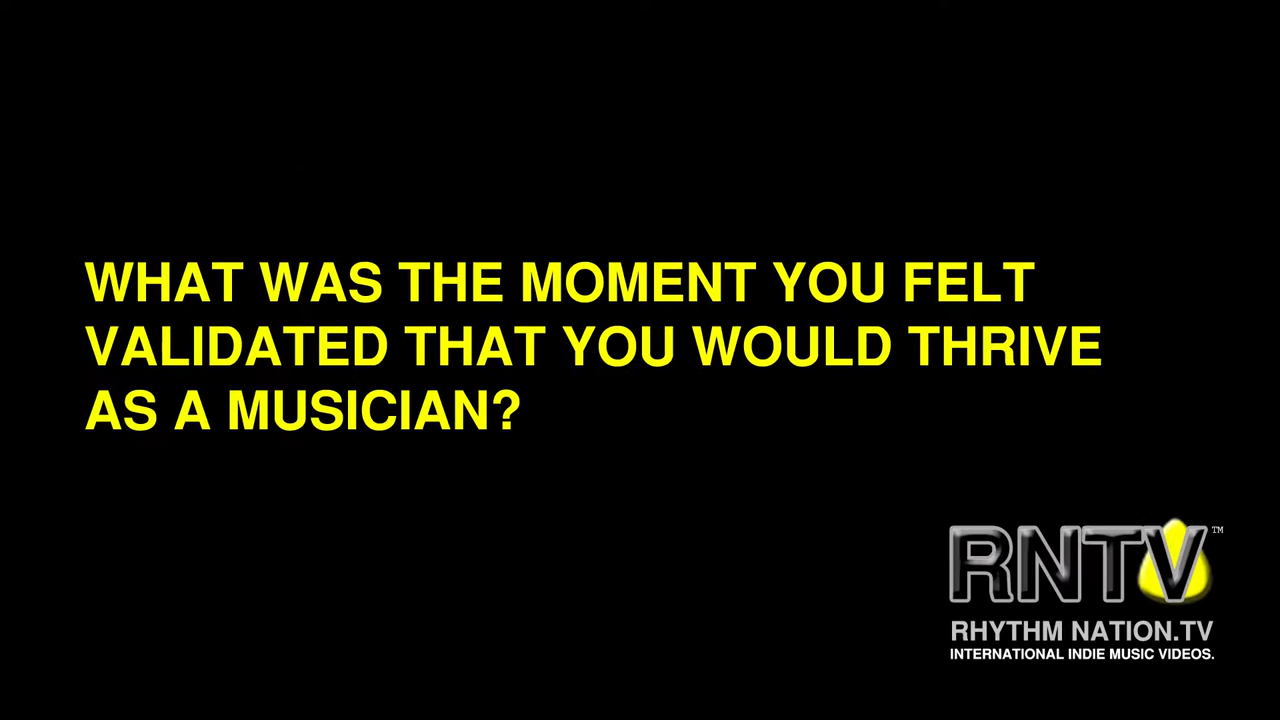 WHAT WAS THE MOMENT YOU FELT
VALIDATED THAT YOU WOULD THRIVE
AS A MUSICIAN?
RNTV™
RHYTHM NATION.TV
INTERNATIONAL INDIE MUSIC VIDEOS.